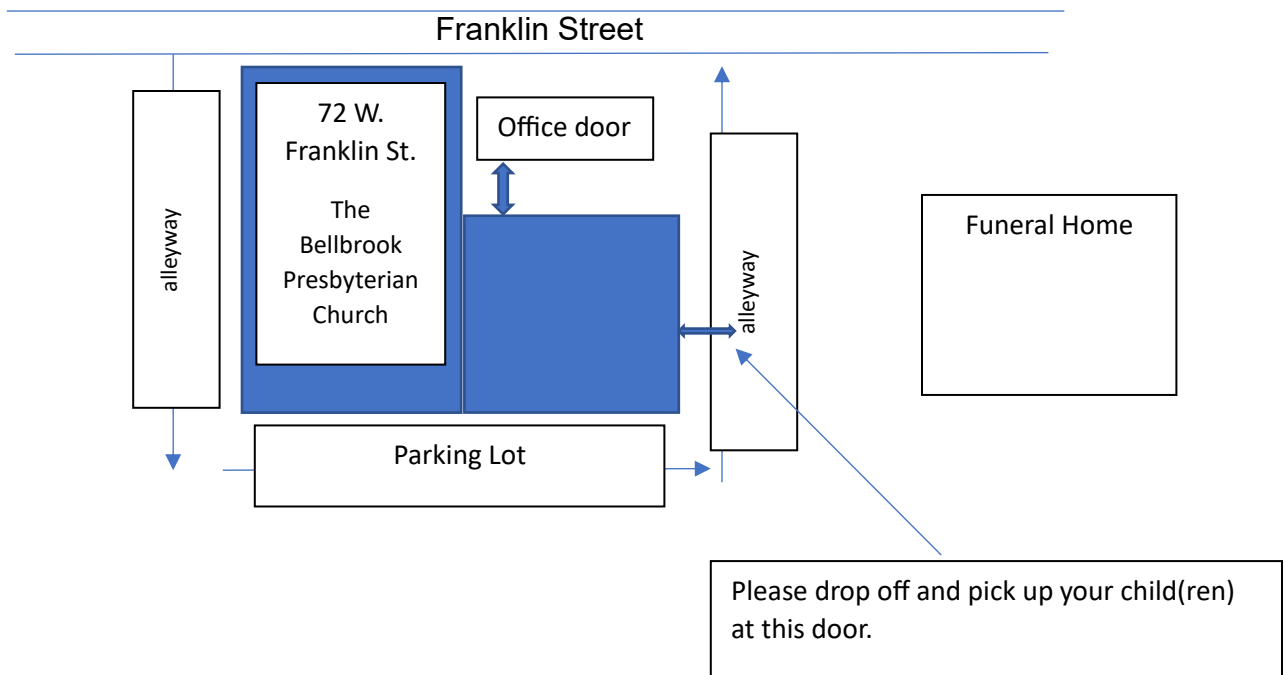 Franklin Street
72 W.
Franklin St.
The
Bellbrook
Presbyterian
Church
Office door
alleyway
alleyway
Funeral Home
Parking Lot
Please drop off and pick up your child(ren)
at this door.